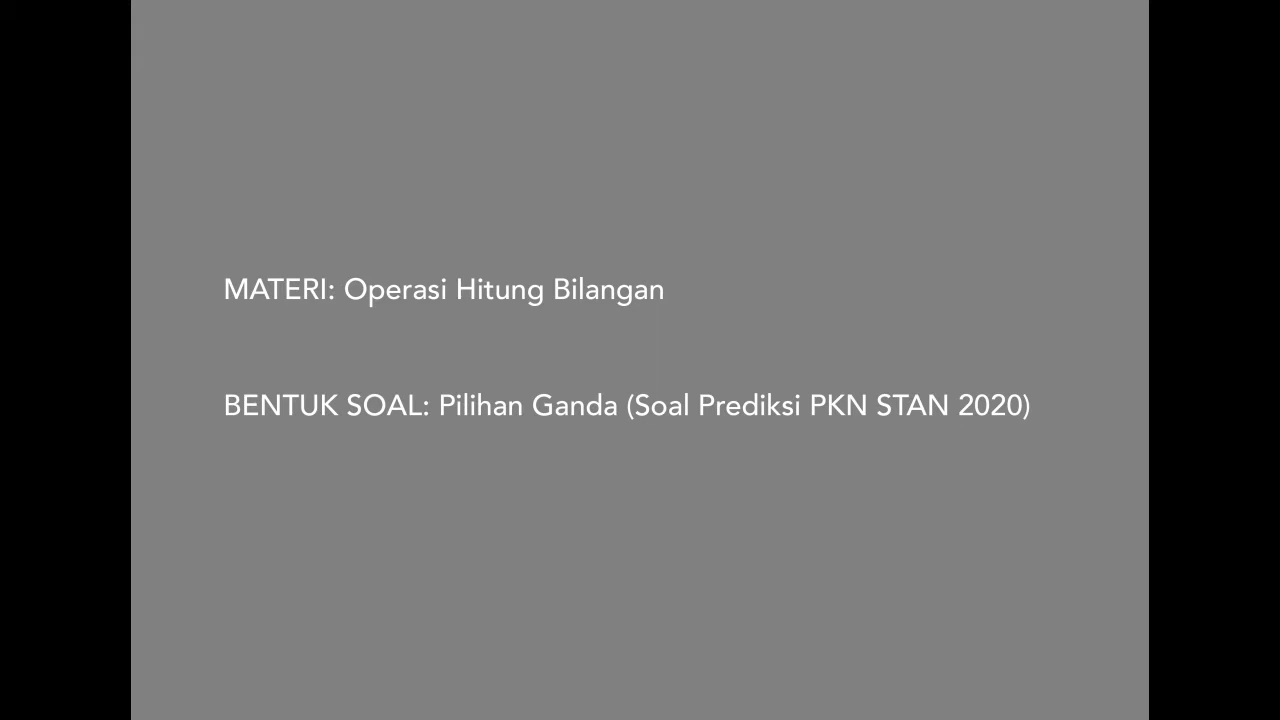 MATERI: Operasi Hitung Bilangan
BENTUK SOAL: Pilihan Ganda (Soal Prediksi PKN STAN 2020)